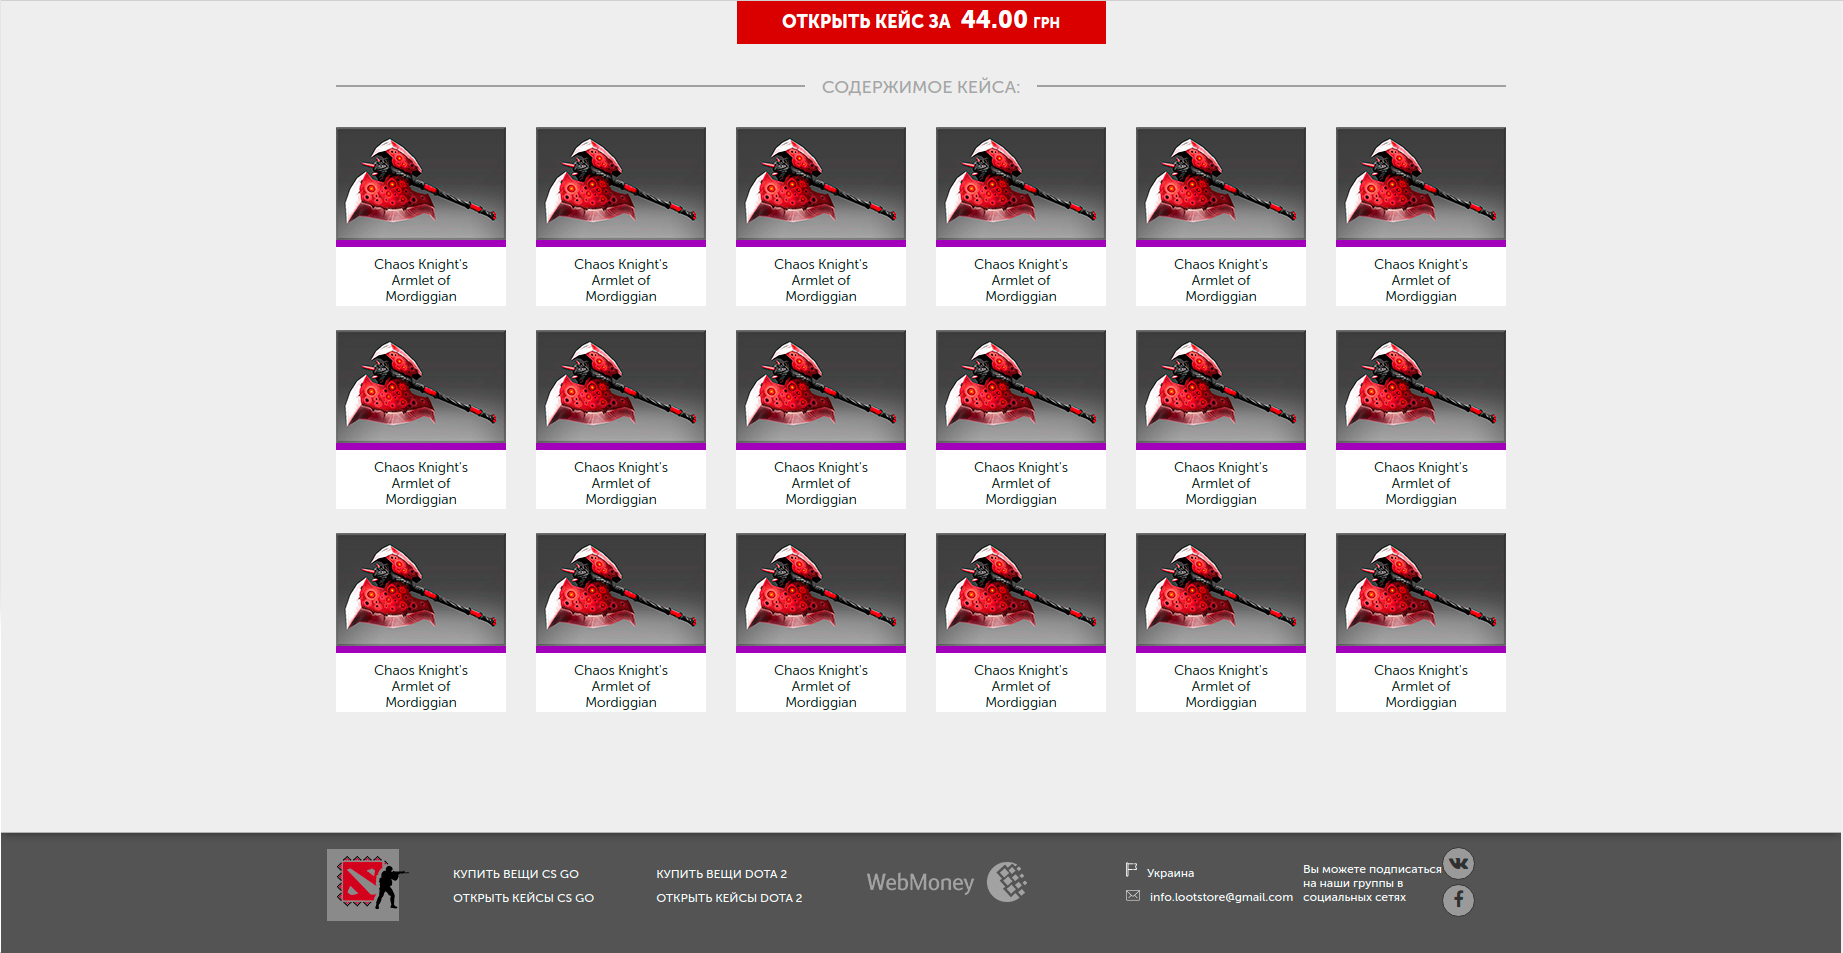 ОТКРЫТЬ КЕЙС ЗА 44.00 ГРН
СОДЕРЖИМОЕ КЕЙСА:
Chaos Knight's Chaos Knight's Chaos Knight's Chaos Knight's Chaos Knight's Chaos Knight's
Armlet of Armlet of Armlet of Armlet of Armlet of Armlet of
Mordiggian Mordiggian Mordiggian Mordiggian Mordiggian Mordiggian
Chaos Knight's Chaos Knight's Chaos Knight's Chaos Knight's Chaos Knight's Chaos Knight's
Armlet of Armlet of Armlet of Armlet of Armlet of Armlet of
Mordiggian Mordiggian Mordiggian Mordiggian Mordiggian Mordiggian
Chaos Knight's Chaos Knight's Chaos Knight's Chaos Knight's Chaos Knight's Chaos Knight's
Armlet of Armlet of Armlet of Armlet of Armlet of Armlet of
Mordiggian Mordiggian Mordiggian Mordiggian Mordiggian Mordiggian
КУПИТЬ ВЕЩИ CS GO
ОТКРЫТЬ КЕЙСЫ CS GO
КУПИТЬ ВЕЩИ DOTA 2
ОТКРЫТЬ КЕЙСЫ DOTA 2
WebMoney
Украина
info.lootstore@gmail.com
Вы можете подписаться
на наши группы в
социальных сетях